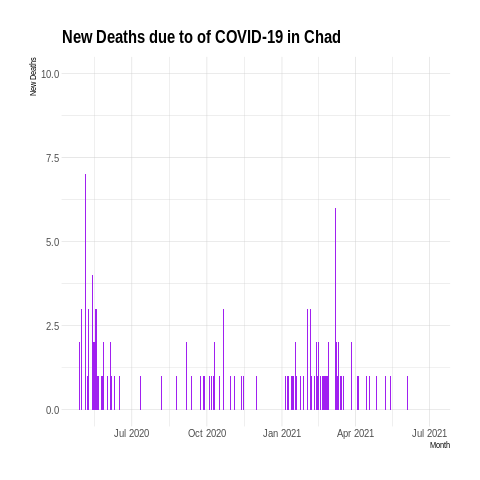 New Deaths due to of COVID-19 in Chad
New Deaths
10.0
7.5
5.0
2.5
0.0
Jul 2020 Oct 2020 Jan 2021 Apr 2021 Jul 2021
Month